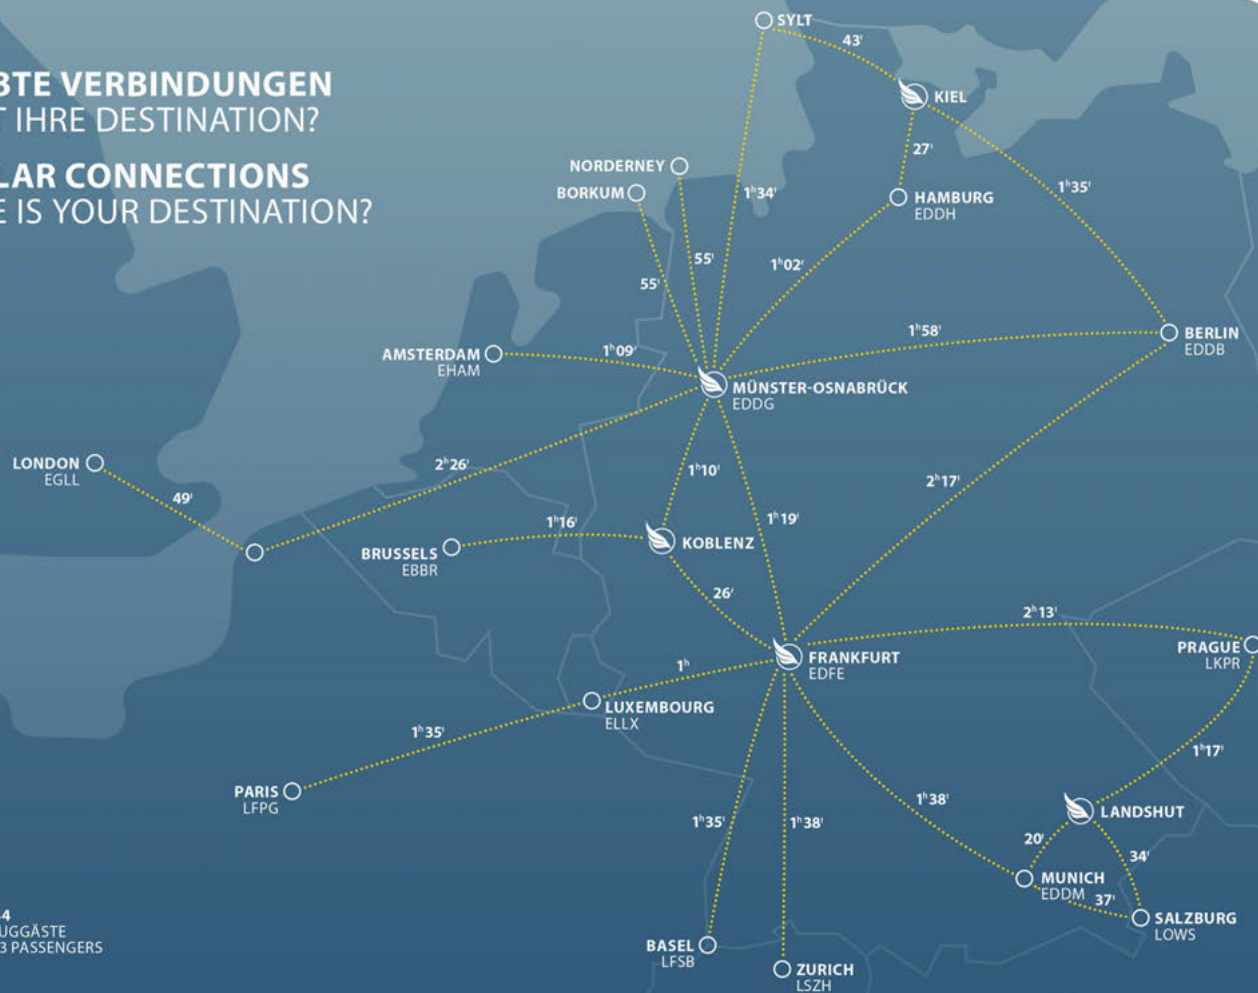 BTE VERBINDUNGEN
T IHRE DESTINATION?
LAR CONNECTIONS
E IS YOUR DESTINATION?
SYLT
43'
KIEL
27'
NORDERNEY
BORKUM
1h34'
1h35'
HAMBURG
EDDH
55'
1h02'
55'
1h58'
BERLIN
EDDB
AMSTERDAM
EHAM
1h09'
MÜNSTER-OSNABRÜCK
EDDG
LONDON
EGLL
2h26'
1h10'
2h17'
49'
1h19'
1h16'
BRUSSELS
EBBR
KOBLENZ
26'
2h13'
FRANKFURT
EDFE
PRAGUE
LKPR
1h
LUXEMBOURG
ELLX
1h35'
1h17'
PARIS
LFPG
1h38'
LANDSHUT
1h35'
1h38'
20'
34'
MUNICH
EDDM
37'
SALZBURG
LOWS
4
UGGÄSTE
3 PASSENGERS
BASEL
LFSB
ZURICH
LSZH